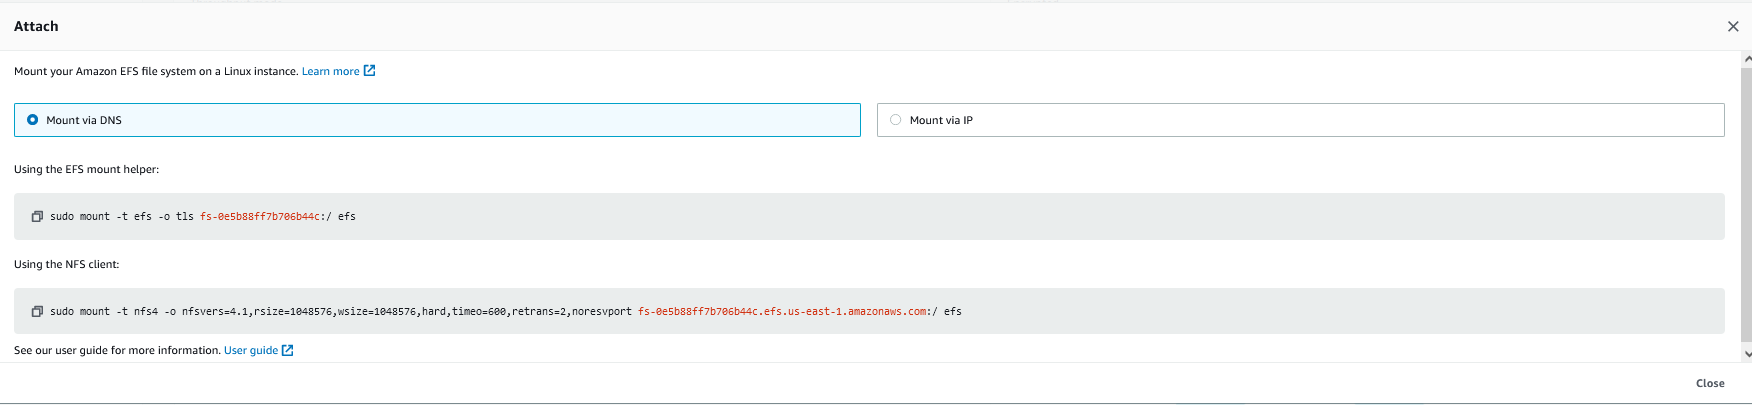 Attach
Mount your Amazon EFS file system on a Linux instance. Learn more
Mount via DNS
Mount via IP
Using the EFS mount helper:
sudo mount -t efs -o tls fs-0e5b88ff7b706b44c:/ efs
Using the NFS client:
sudo mount -t nfs4 -o nfsvers=4.1,rsize=1048576,wsize=1048576,hard,timeo=600,retrans=2,noresvport fs-0e5b88ff7b706b44c.efs.us-east-1.amazonaws.com:/ efs
See our user guide for more information. User guide
Close